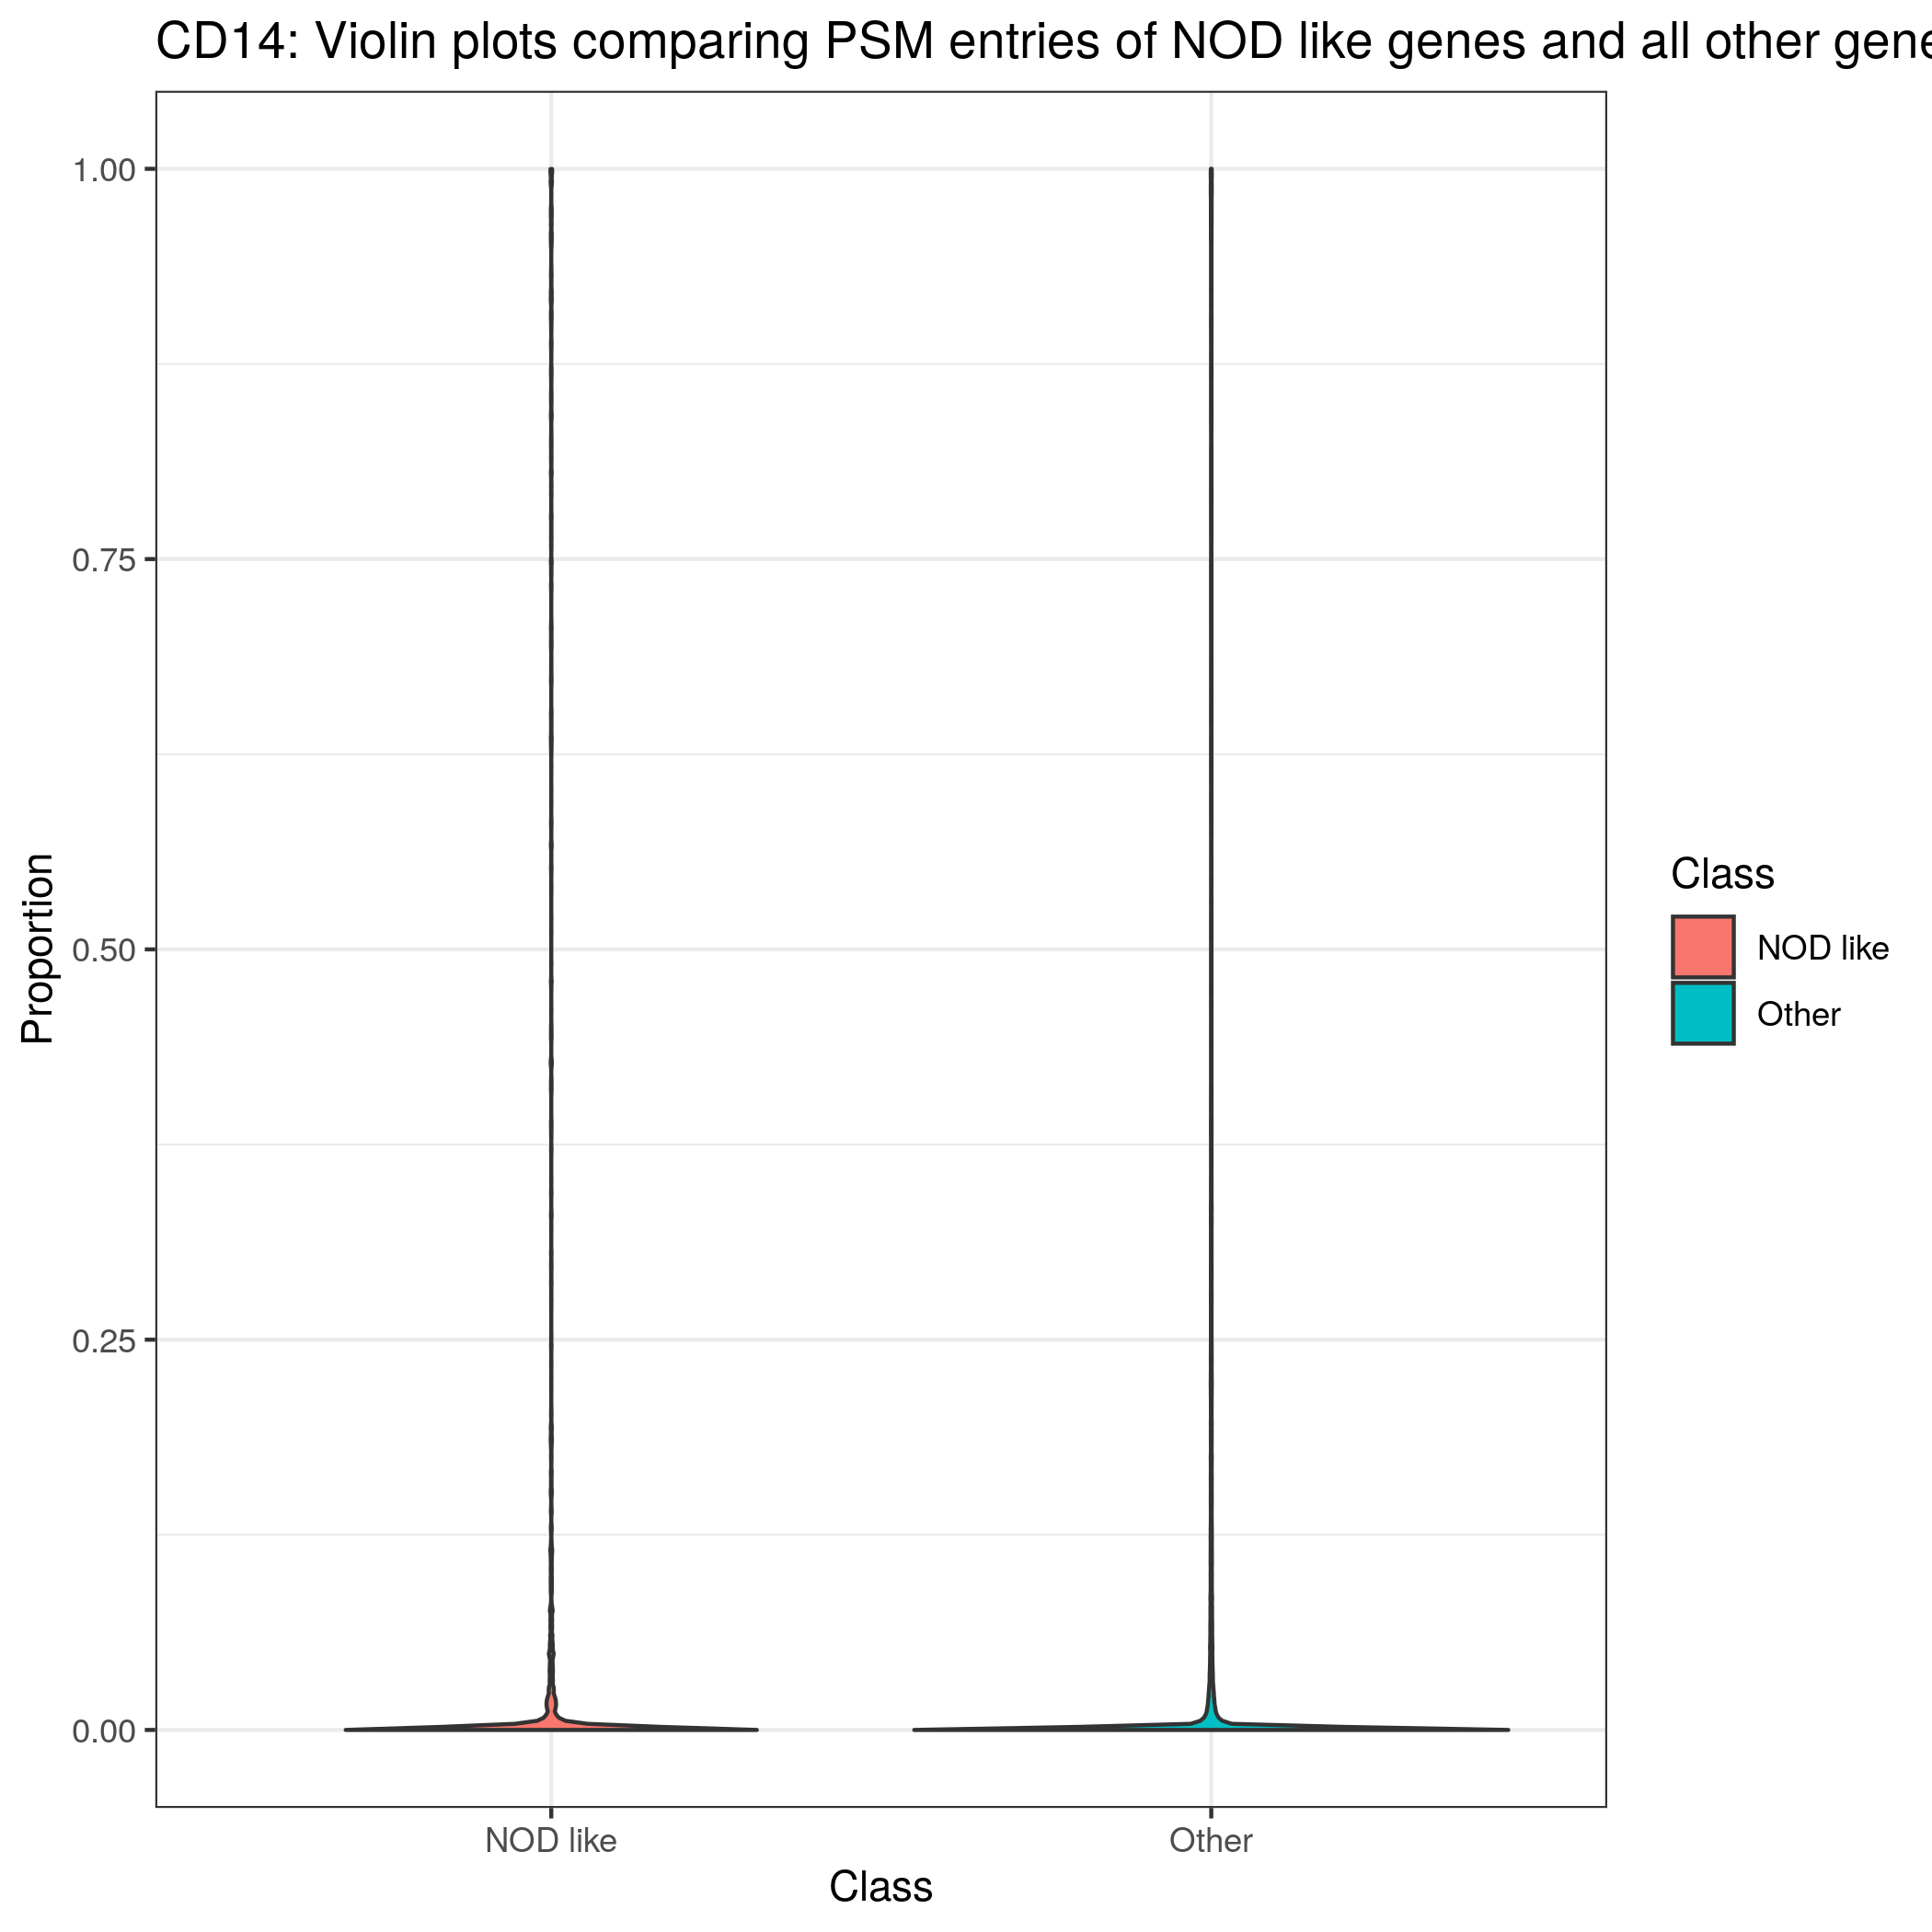 CD14: Violin plots comparing PSM entries of NOD like genes and all other gene
1.00
0.75
0.50
0.25
0.00
Proportion
NOD like
Other
Class
Class
NOD like
Other